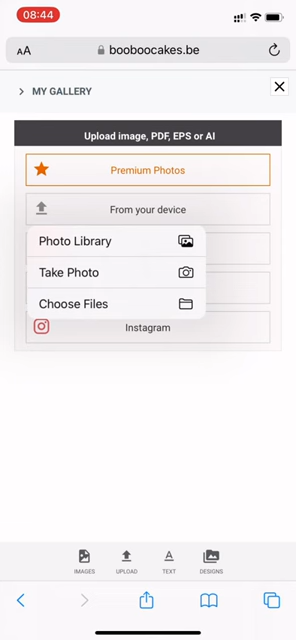 08:44
AA booboocakes.be
MY GALLERY
Upload image, PDF, EPS or AI
Premium Photos
From your device
Photo Library
Take Photo
Choose Files
Instagram
IMAGES UPLOAD TEXT DESIGNS